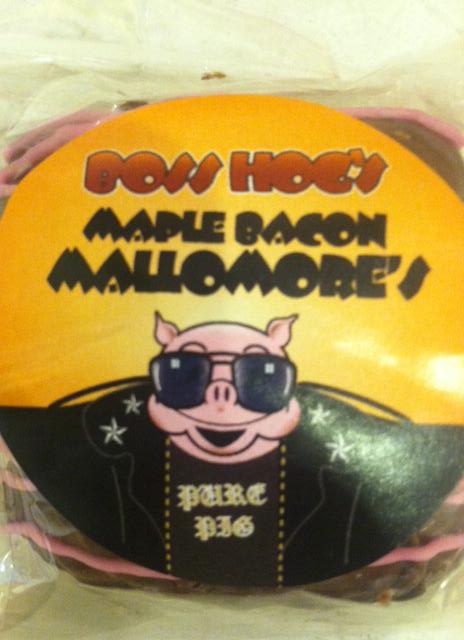 BOSS HOG'S
MAPLE BACON
MALLOMORE'S
PURE
PIG